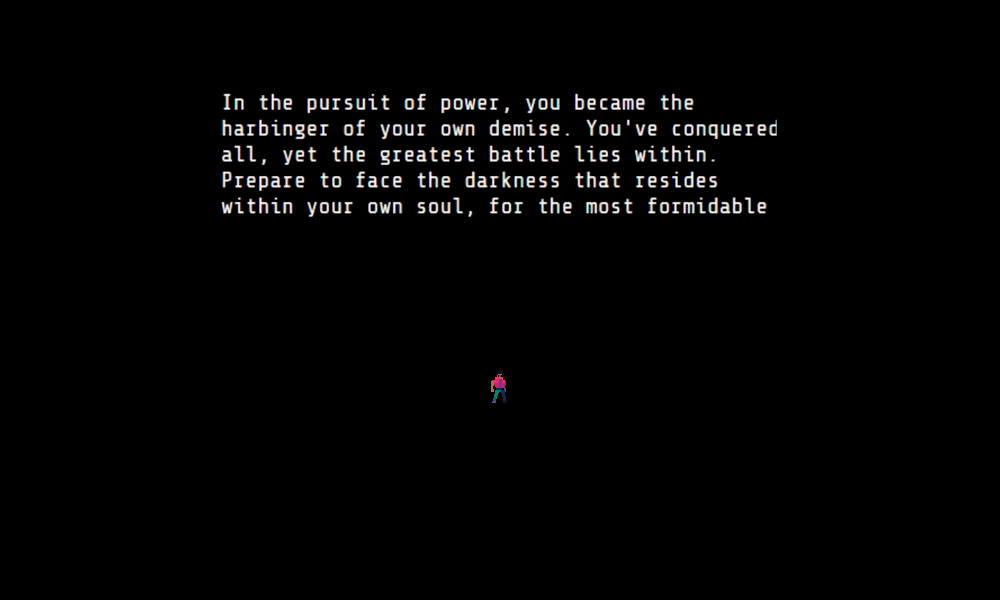 In the pursuit of power, you became the
harbinger of your own demise. You've conquered
all, yet the greatest battle lies within.
Prepare to face the darkness that resides
within your own soul, for the most formidable